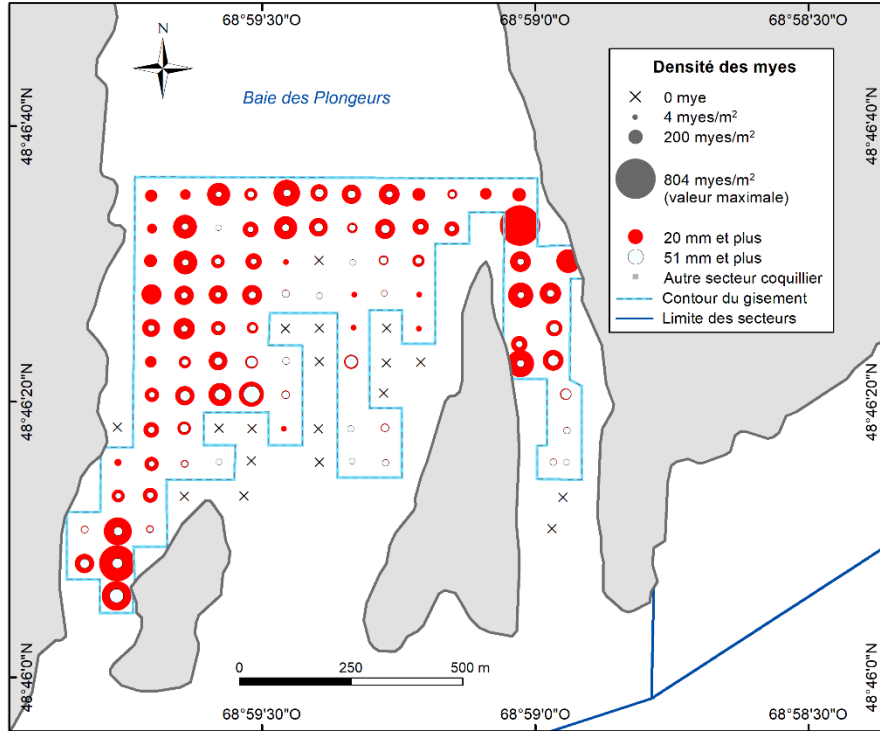 68°59'30"O
68°59'0"O
68°58'30"O
N
Baie des Plongeurs
48°46'40"N
48°46'40"N
Densité des myes
0 mye
4 myes/m²
200 myes/m²
804 myes/m²
(valeur maximale)
20 mm et plus
51 mm et plus
Autre secteur coquillier
Contour du gisement
Limite des secteurs
48°46'20"N
48°46'20"N
48°46'0"N
48°46'0"N
0
250
500 m
68°59'30"O
68°59'0"O
68°58'30"O